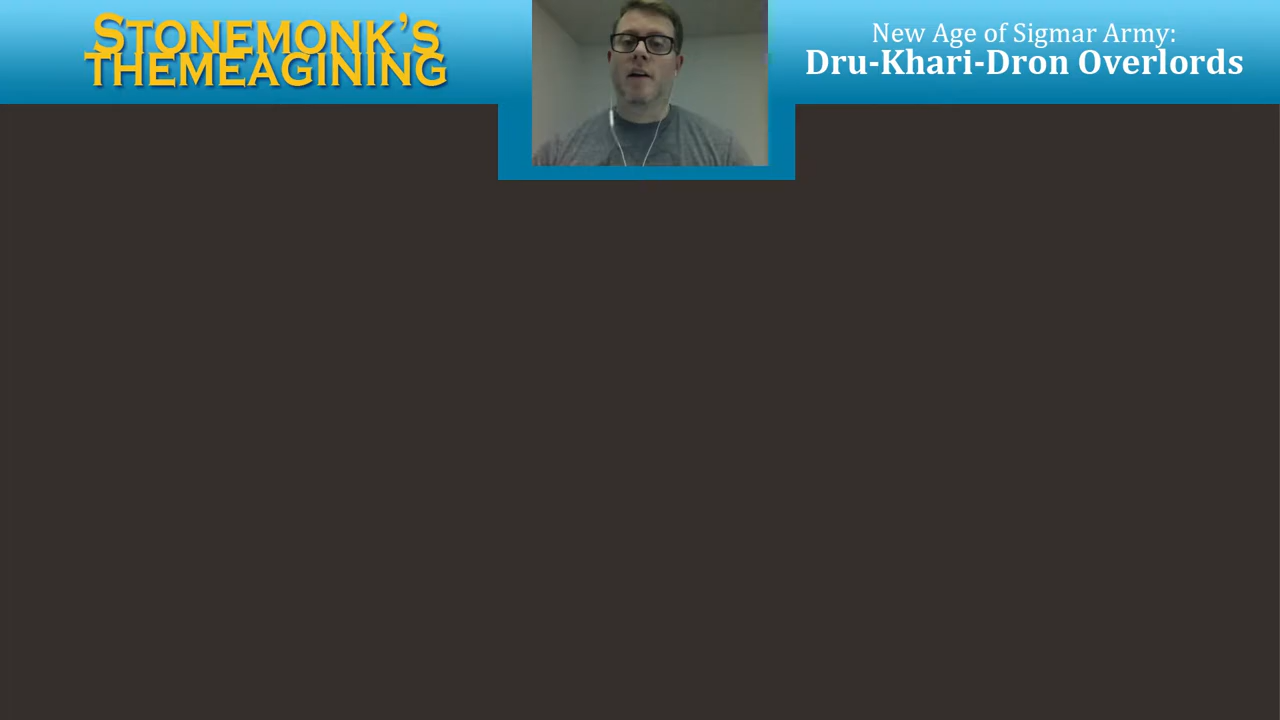 STONEMONK'S
THEMEAGINING
New Age of Sigmar Army:
Dru-Khari-Dron Overlords